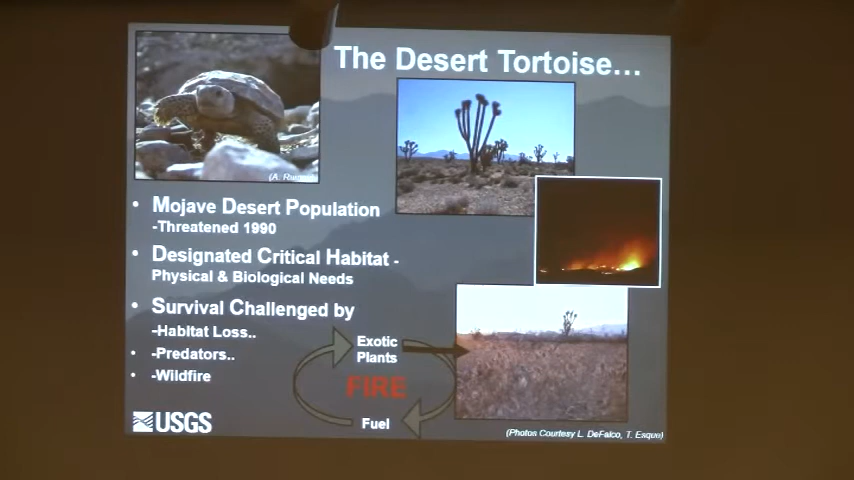 The Desert Tortoise...
(A.
• Mojave Desert Population
-Threatened 1990
• Designated Critical Habitat -
Physical & Biological Needs
• Survival Challenged by
-Habitat Loss..
• -Predators..
• -Wildfire
Exotic
Plants
FIRE
Fuel
USGS
(Photos Courtesy L. DeFalco, T. Esque)